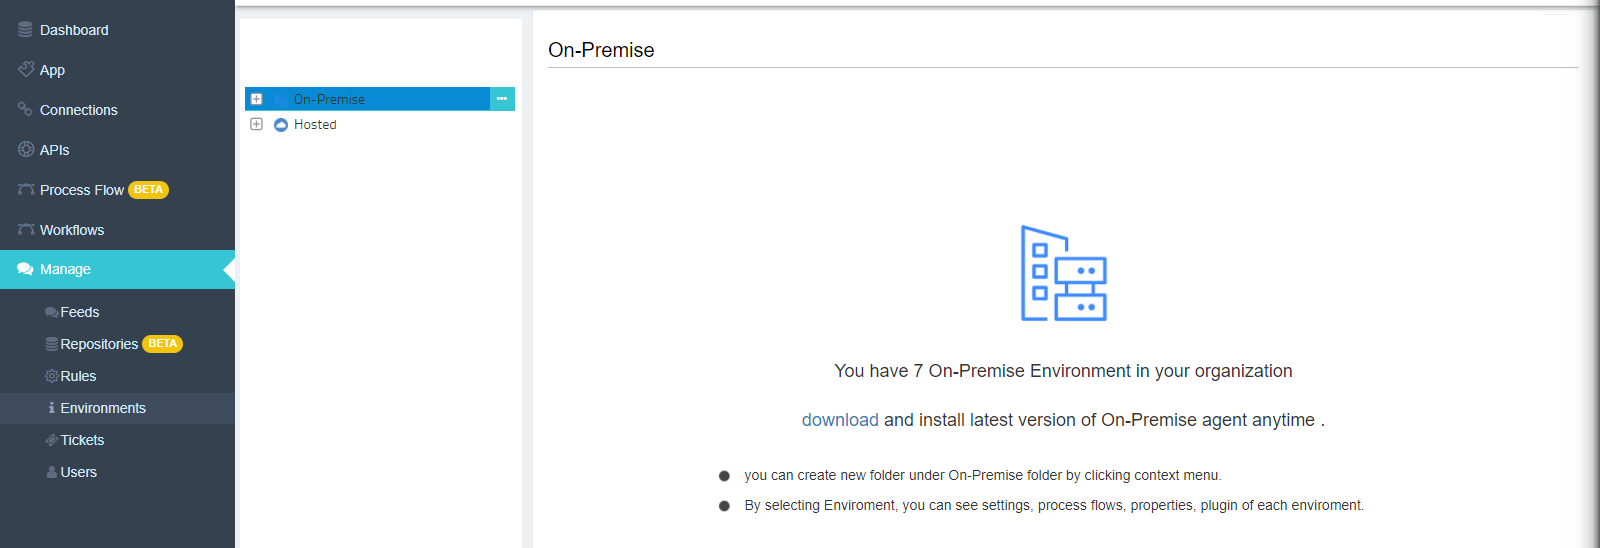 Dashboard
App
Connections
APIs
Process Flow BETA
Workflows
Manage
Feeds
Repositories BETA
Rules
Environments
Tickets
Users
On-Premise
Hosted
On-Premise
You have 7 On-Premise Environment in your organization
download and install latest version of On-Premise agent anytime .
you can create new folder under On-Premise folder by clicking context menu.
By selecting Enviroment, you can see settings, process flows, properties, plugin of each enviroment.